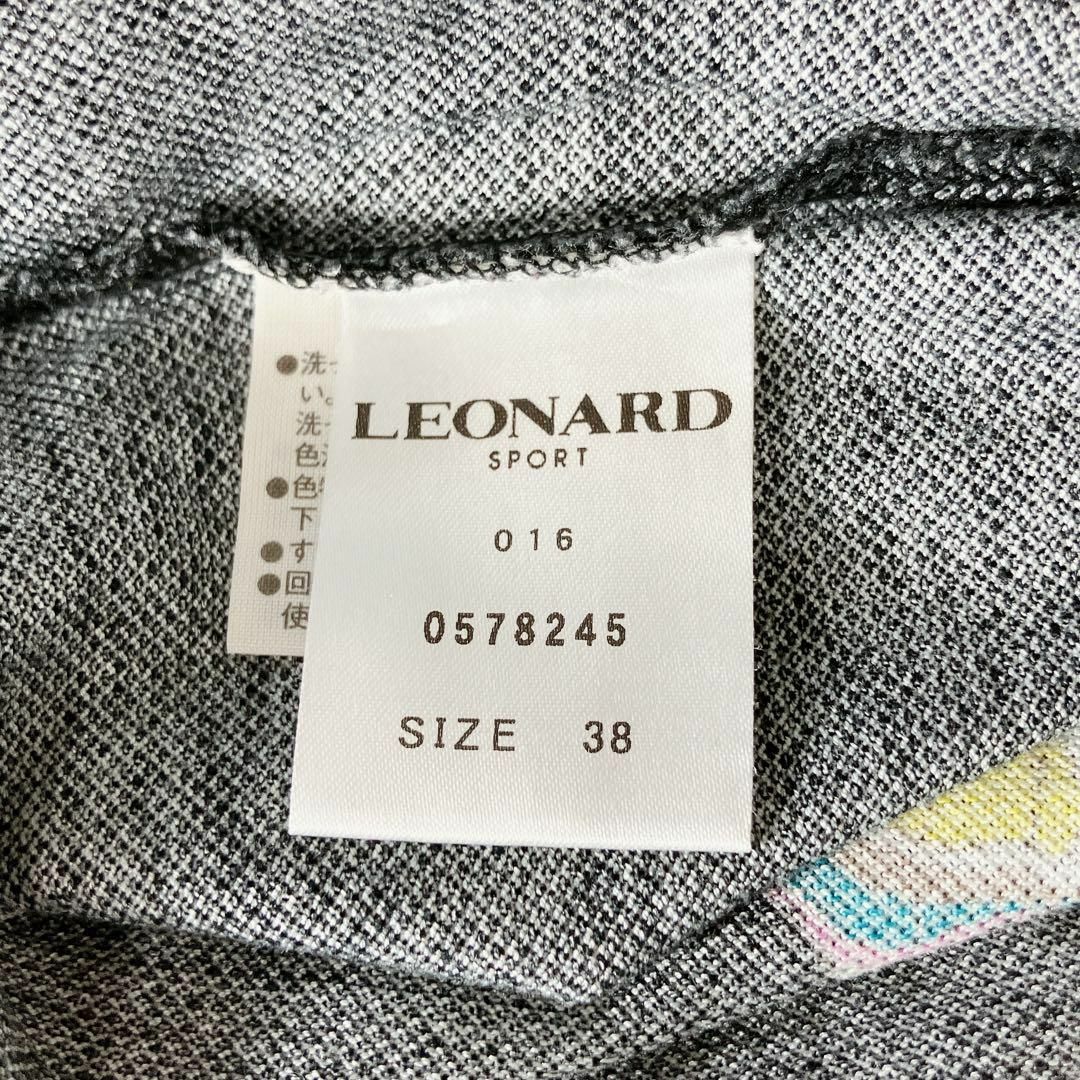 LEONARD
SPORT
016
0578245
SIZE 38
●洗
い。
洗
色
●色
下
●す
●回
使